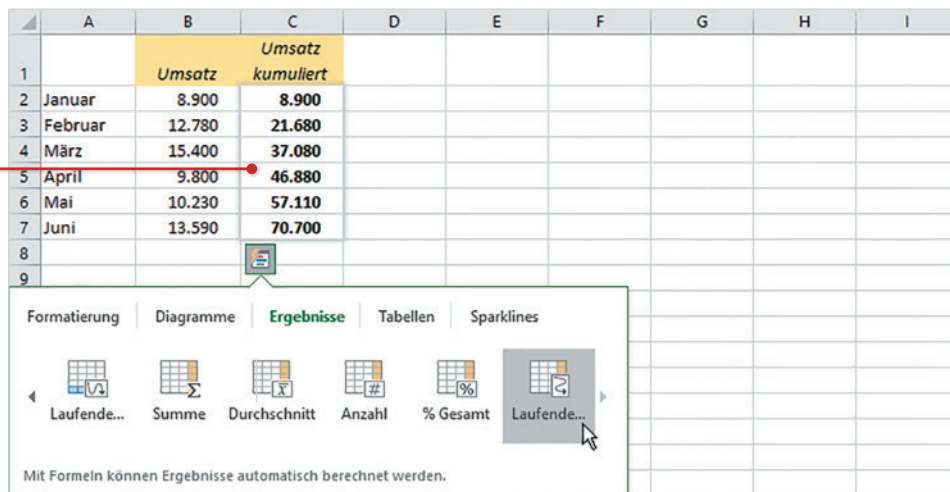 A B C D E F G H I
1 Umsatz Umsatz kumuliert
2 Januar 8.900 8.900
3 Februar 12.780 21.680
4 März 15.400 37.080
5 April 9.800 46.880
6 Mai 10.230 57.110
7 Juni 13.590 70.700
8
9
Formatierung Diagramme Ergebnisse Tabellen Sparklines
Laufende... Summe Durchschnitt Anzahl % Gesamt Laufende...
Mit Formeln können Ergebnisse automatisch berechnet werden.